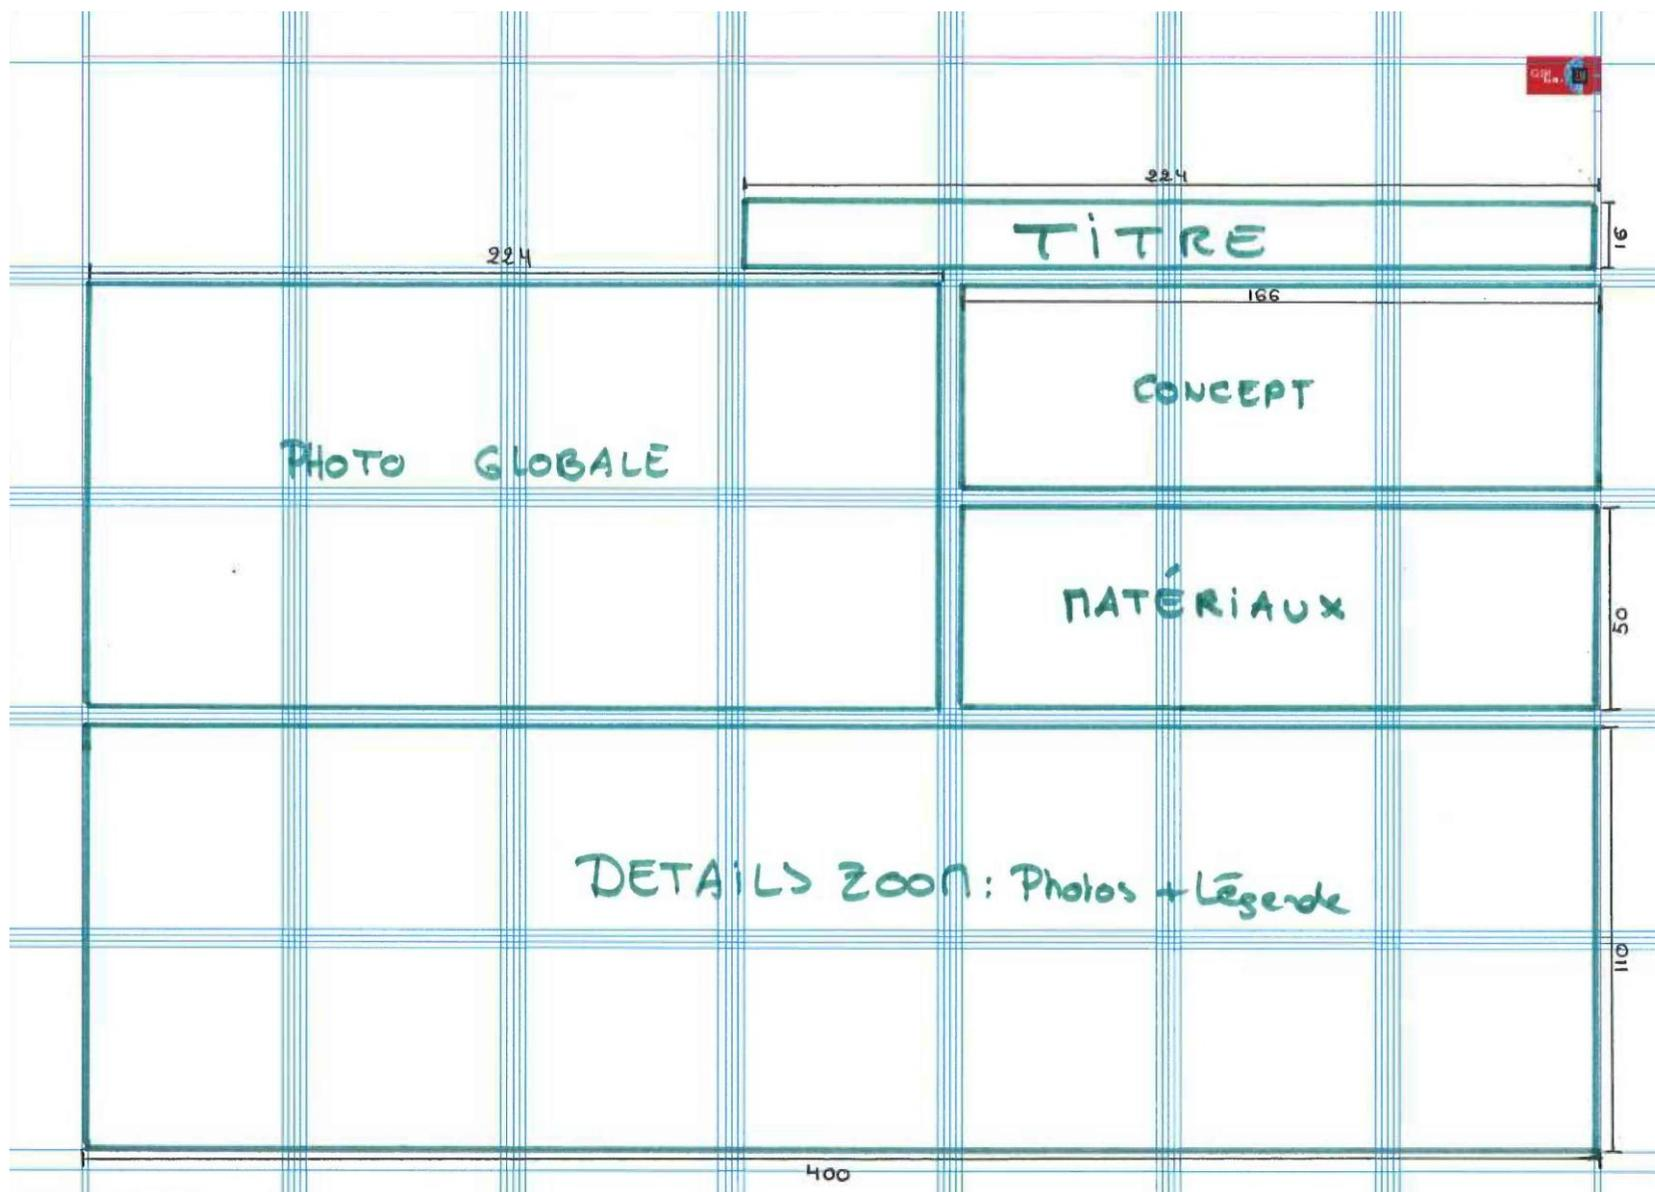 224
TiTRE
16
224
166
CONCEPT
PHOTO GLOBALE
MATÉRiAUX
50
DETAiLS ZOOM: Photos + Légende
110
400